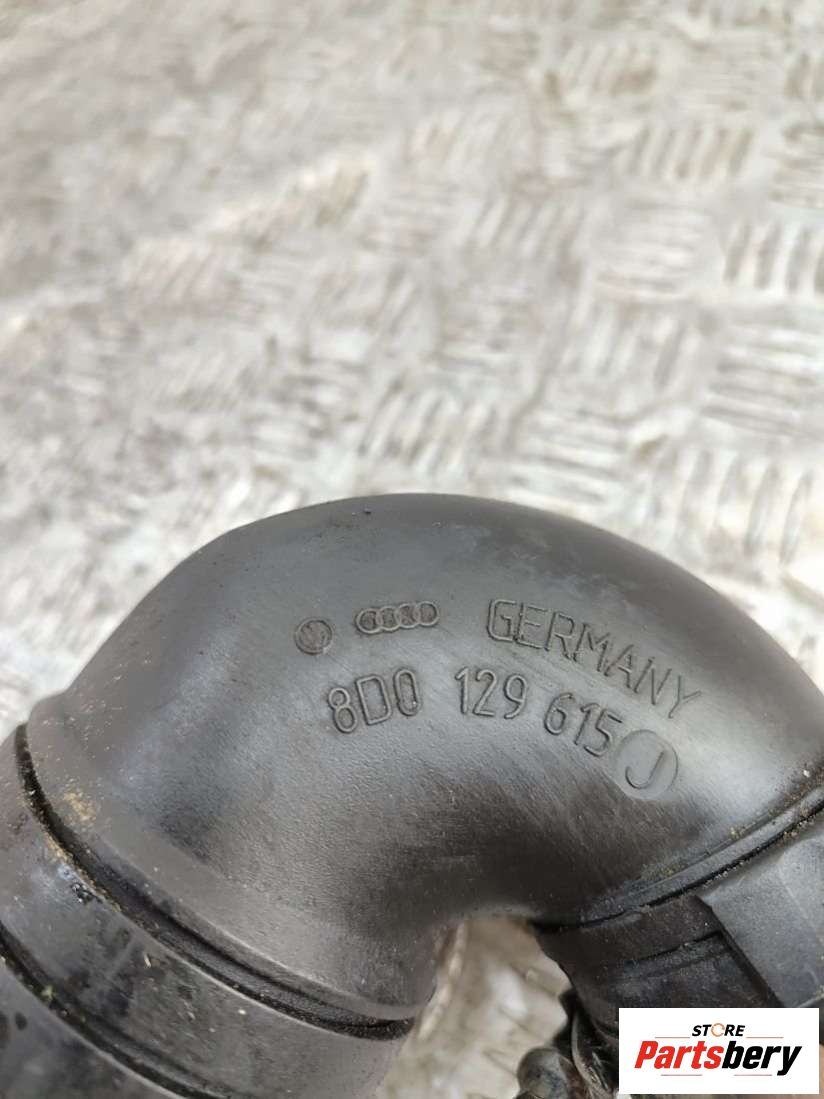 GERMANY
8D0 129 615 J
STORE
Partsbery